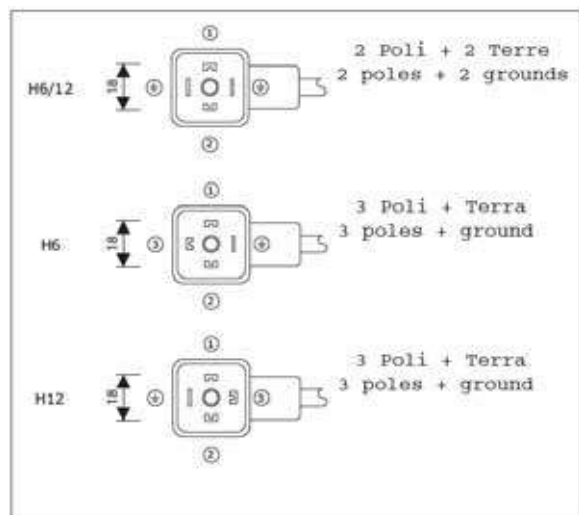 ①
2 Poli + 2 Terre
2 poles + 2 grounds
H6/12
18
②
①
3 Poli + Terra
3 poles + ground
H6
18
③
②
①
3 Poli + Terra
3 poles + ground
H12
18
③
②